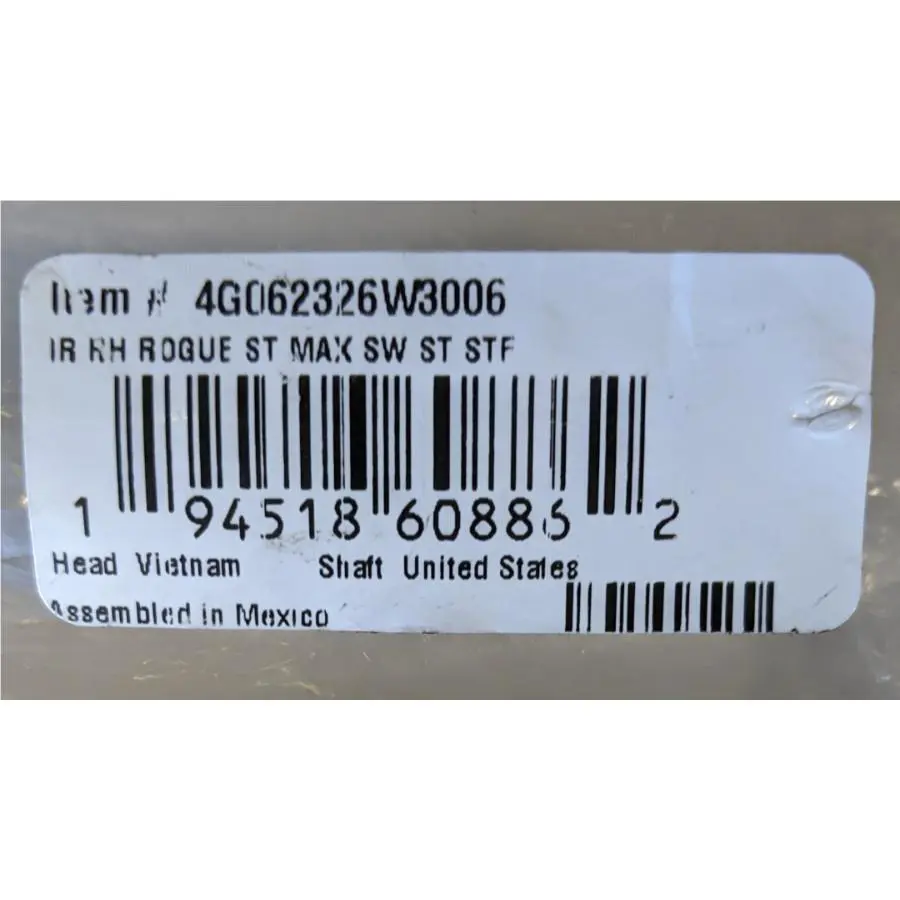 Item # 4G062326W3006
IR RH ROGUE ST MAX SW ST STF
1 94518 60886 2
Head Vietnam Shaft United States
Assembled in Mexico